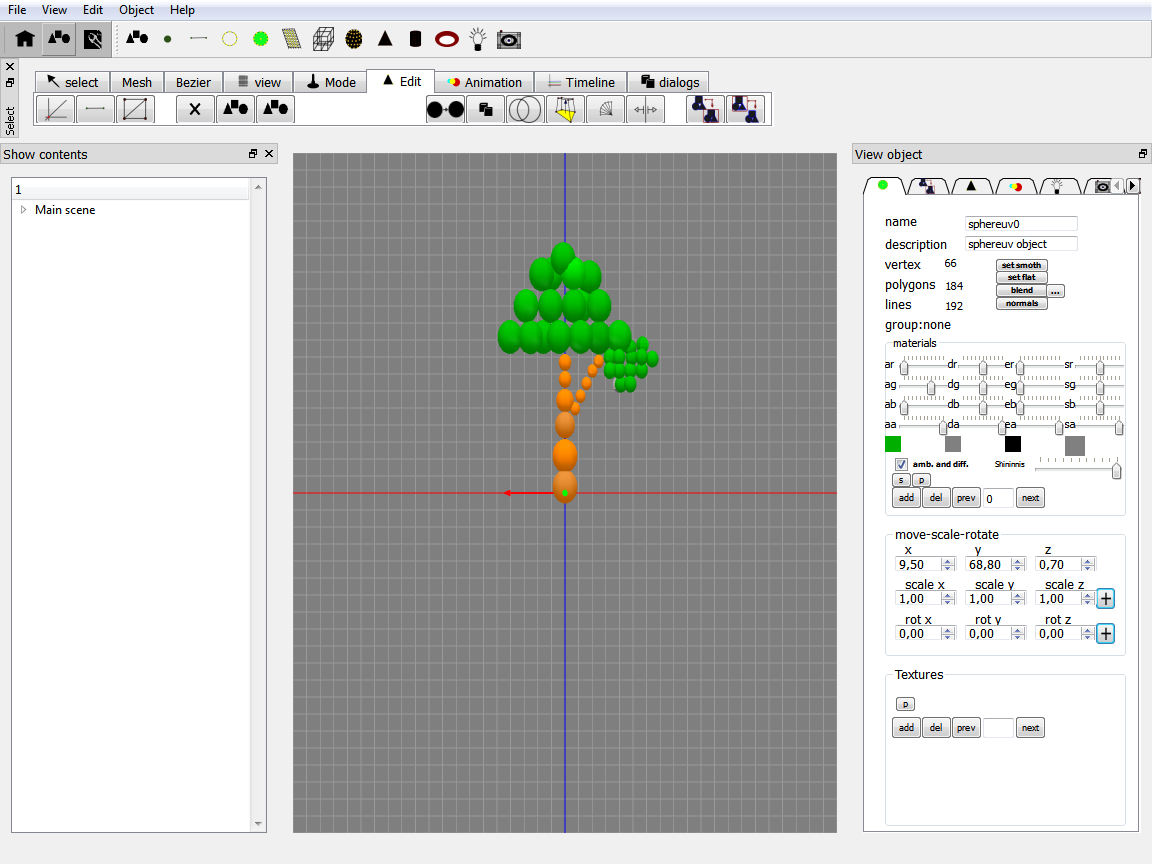 File View Edit Object Help
select Mesh Bezier view Mode Edit Animation Timeline dialogs
Select
Show contents
1
Main scene
View object
name sphereuv0
description sphereuv object
vertex 66 set smoth
set flat
polygons 184 blend ...
lines 192 normals
group:none
materials
ar dr er sr
ag dg eg sg
ab db eb sb
aa da ea sa
amb. and diff. Shininnis
s p
add del prev 0 next
move-scale-rotate
x y z
9,50 68,80 0,70
scale x scale y scale z
1,00 1,00 1,00 +
rot x rot y rot z
0,00 0,00 0,00 +
Textures
p
add del prev next